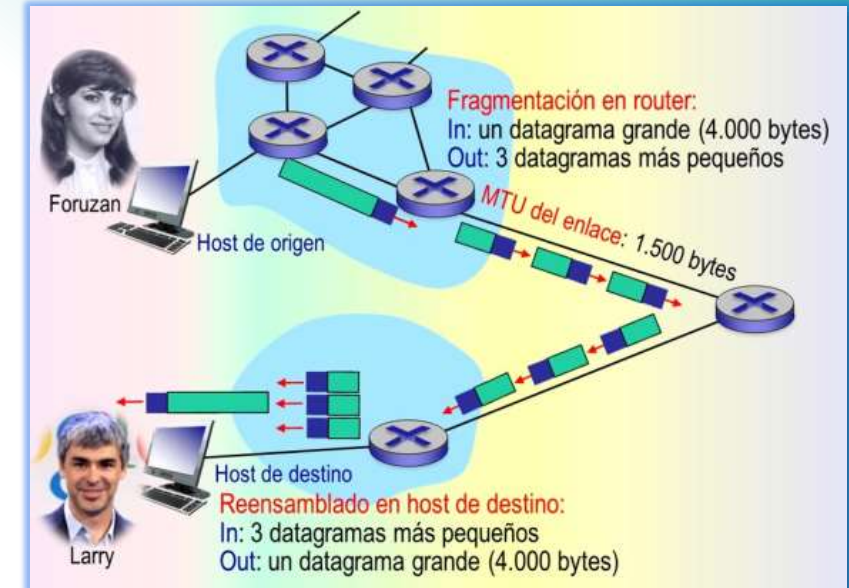 Fragmentación en router:
In: un datagrama grande (4.000 bytes)
Out: 3 datagramas más pequeños
Foruzan
Host de origen
MTU del enlace: 1.500 bytes
Host de destino
Reensamblado en host de destino:
In: 3 datagramas más pequeños
Out: un datagrama grande (4.000 bytes)
Larry